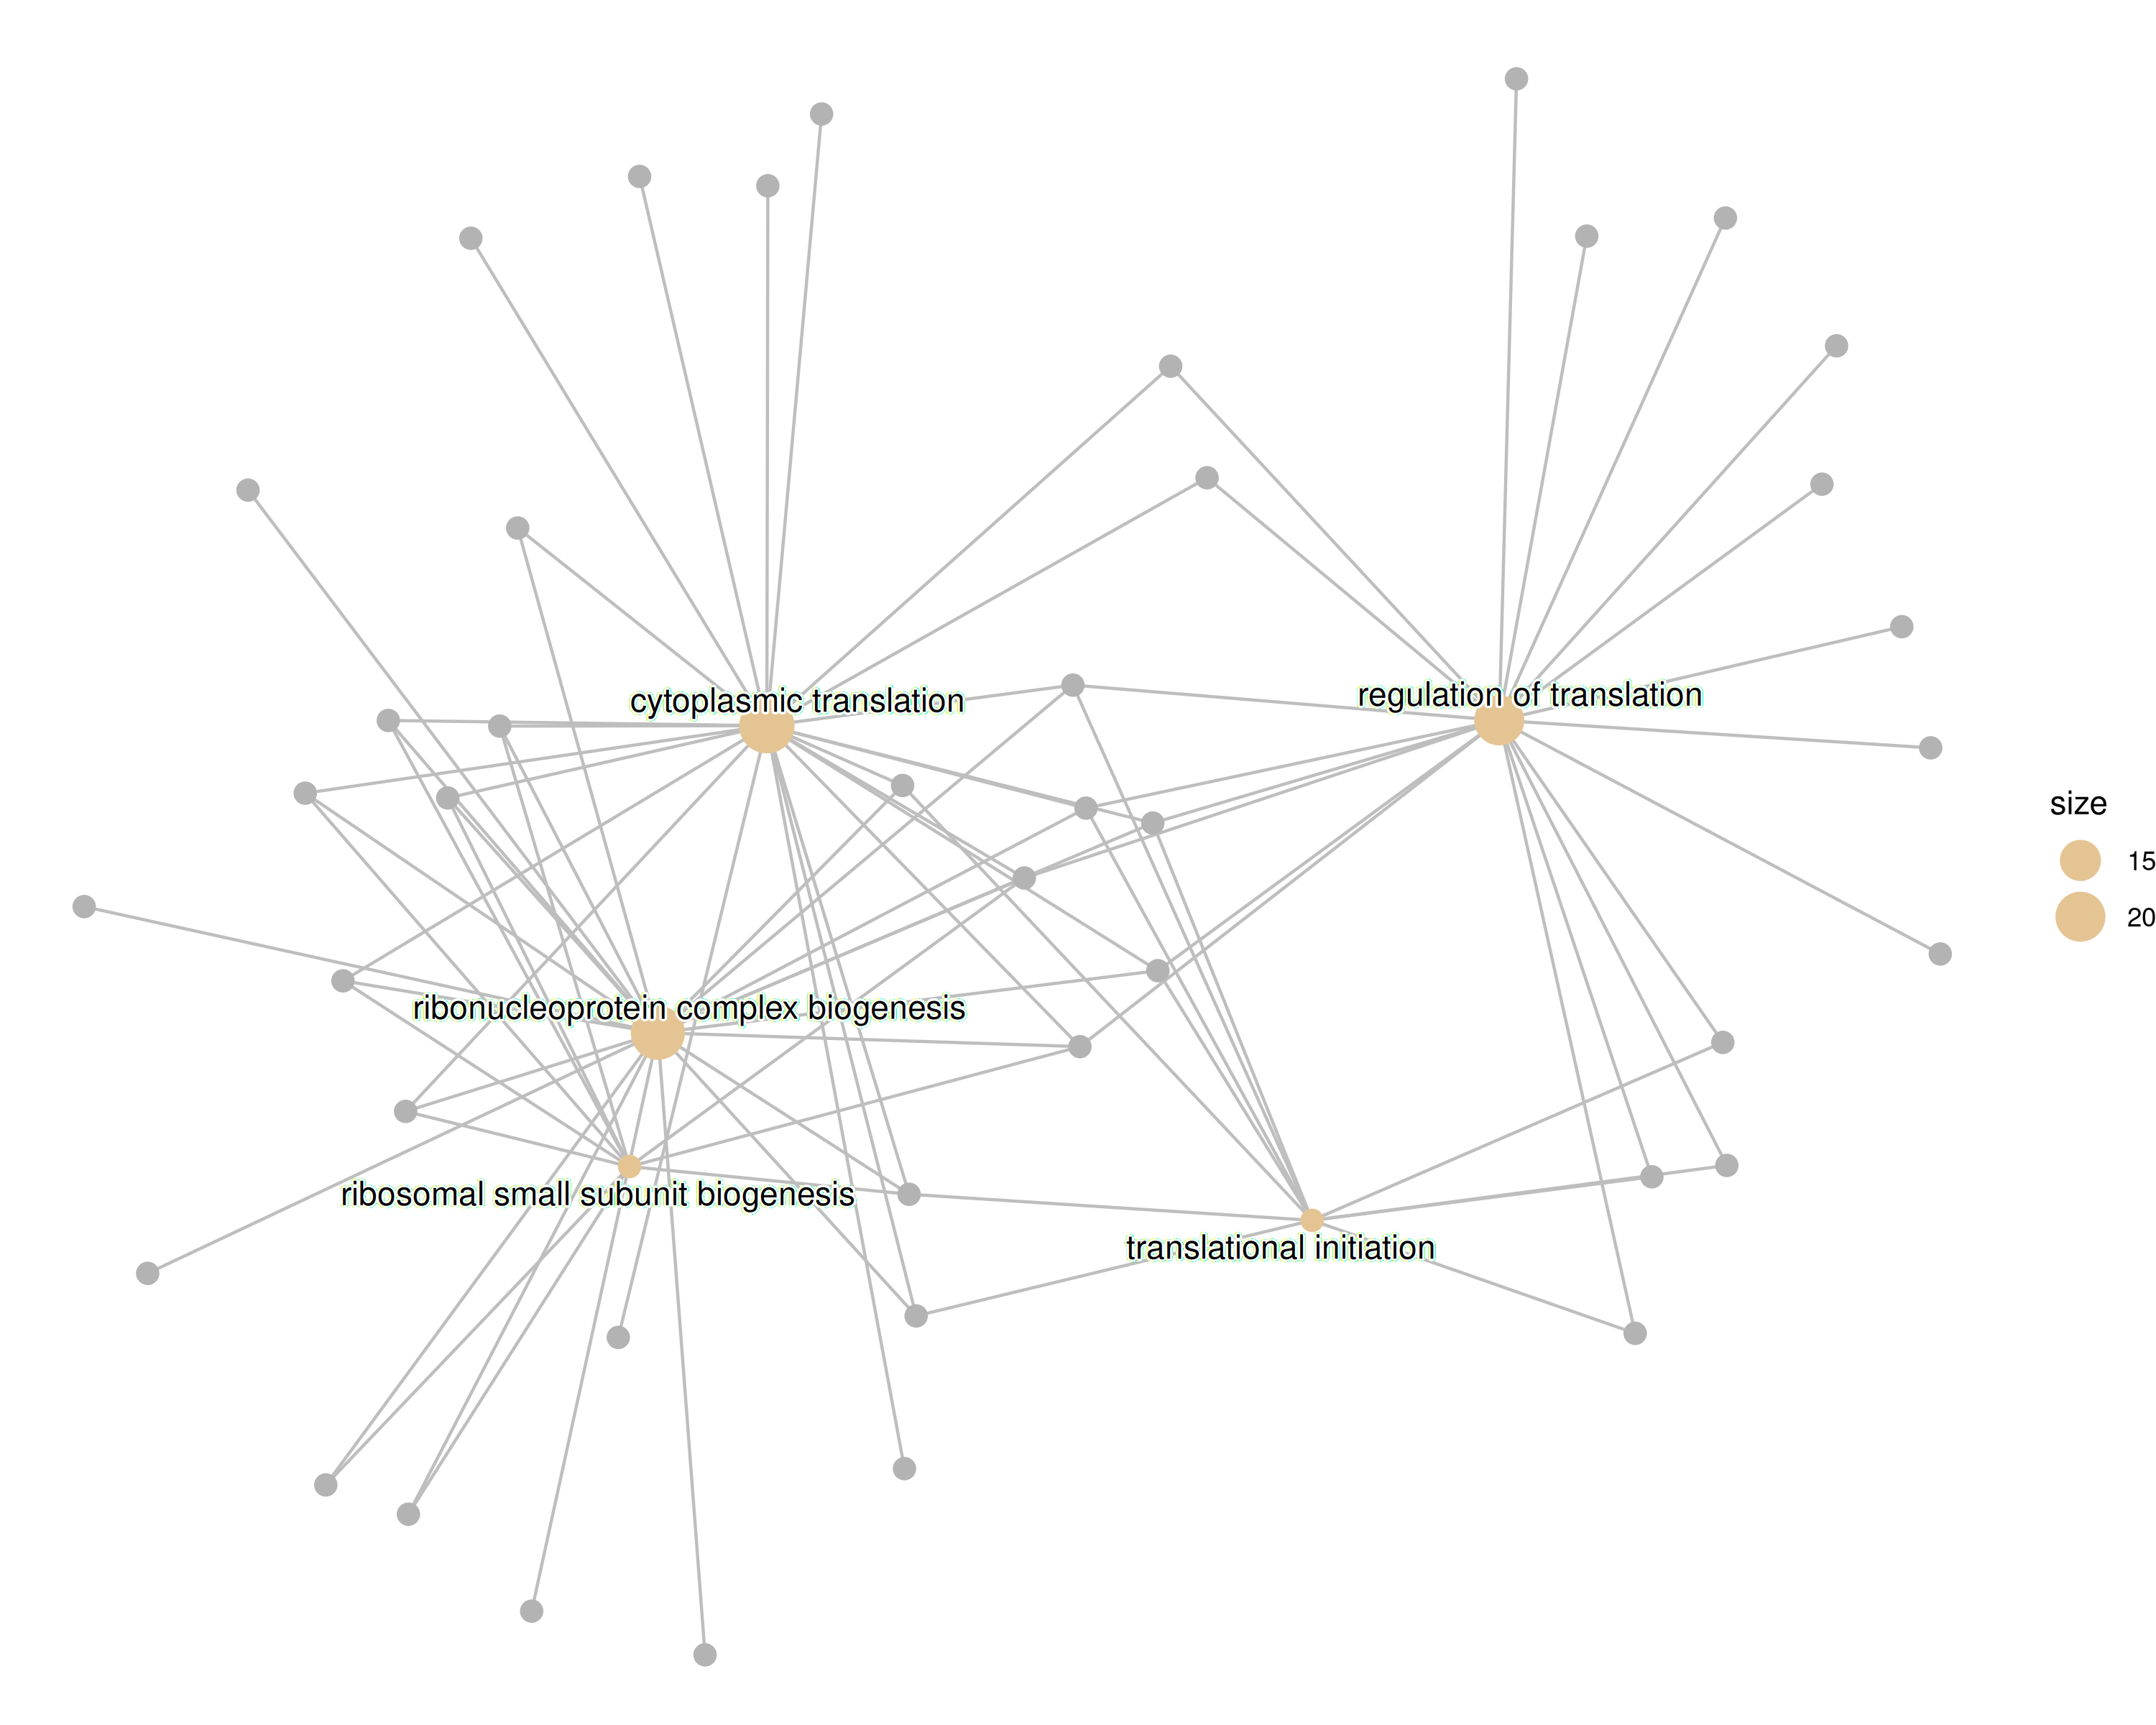 cytoplasmic translation
regulation of translation
size
15
20
ribonucleoprotein complex biogenesis
ribosomal small subunit biogenesis
translational initiation